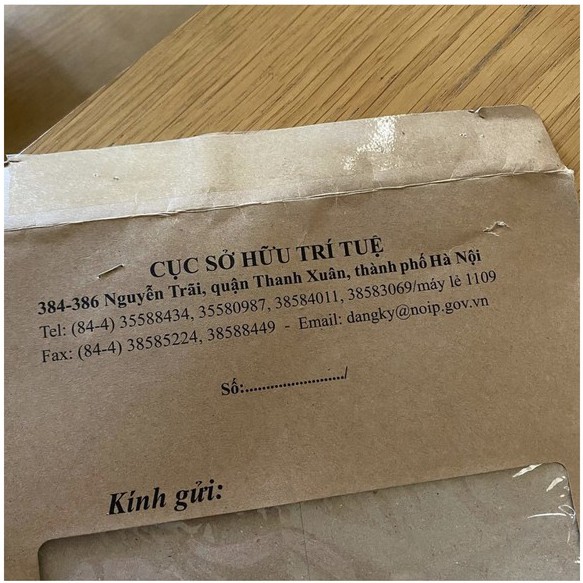 CỤC SỞ HỮU TRÍ TUỆ
384-386 Nguyễn Trãi, quận Thanh Xuân, thành phố Hà Nội
Tel: (84-4) 35588434, 35580987, 38584011, 38583069/máy lẻ 1109
Fax: (84-4) 38585224, 38588449 - Email: dangky@noip.gov.vn
Số:........................./
Kính gửi: